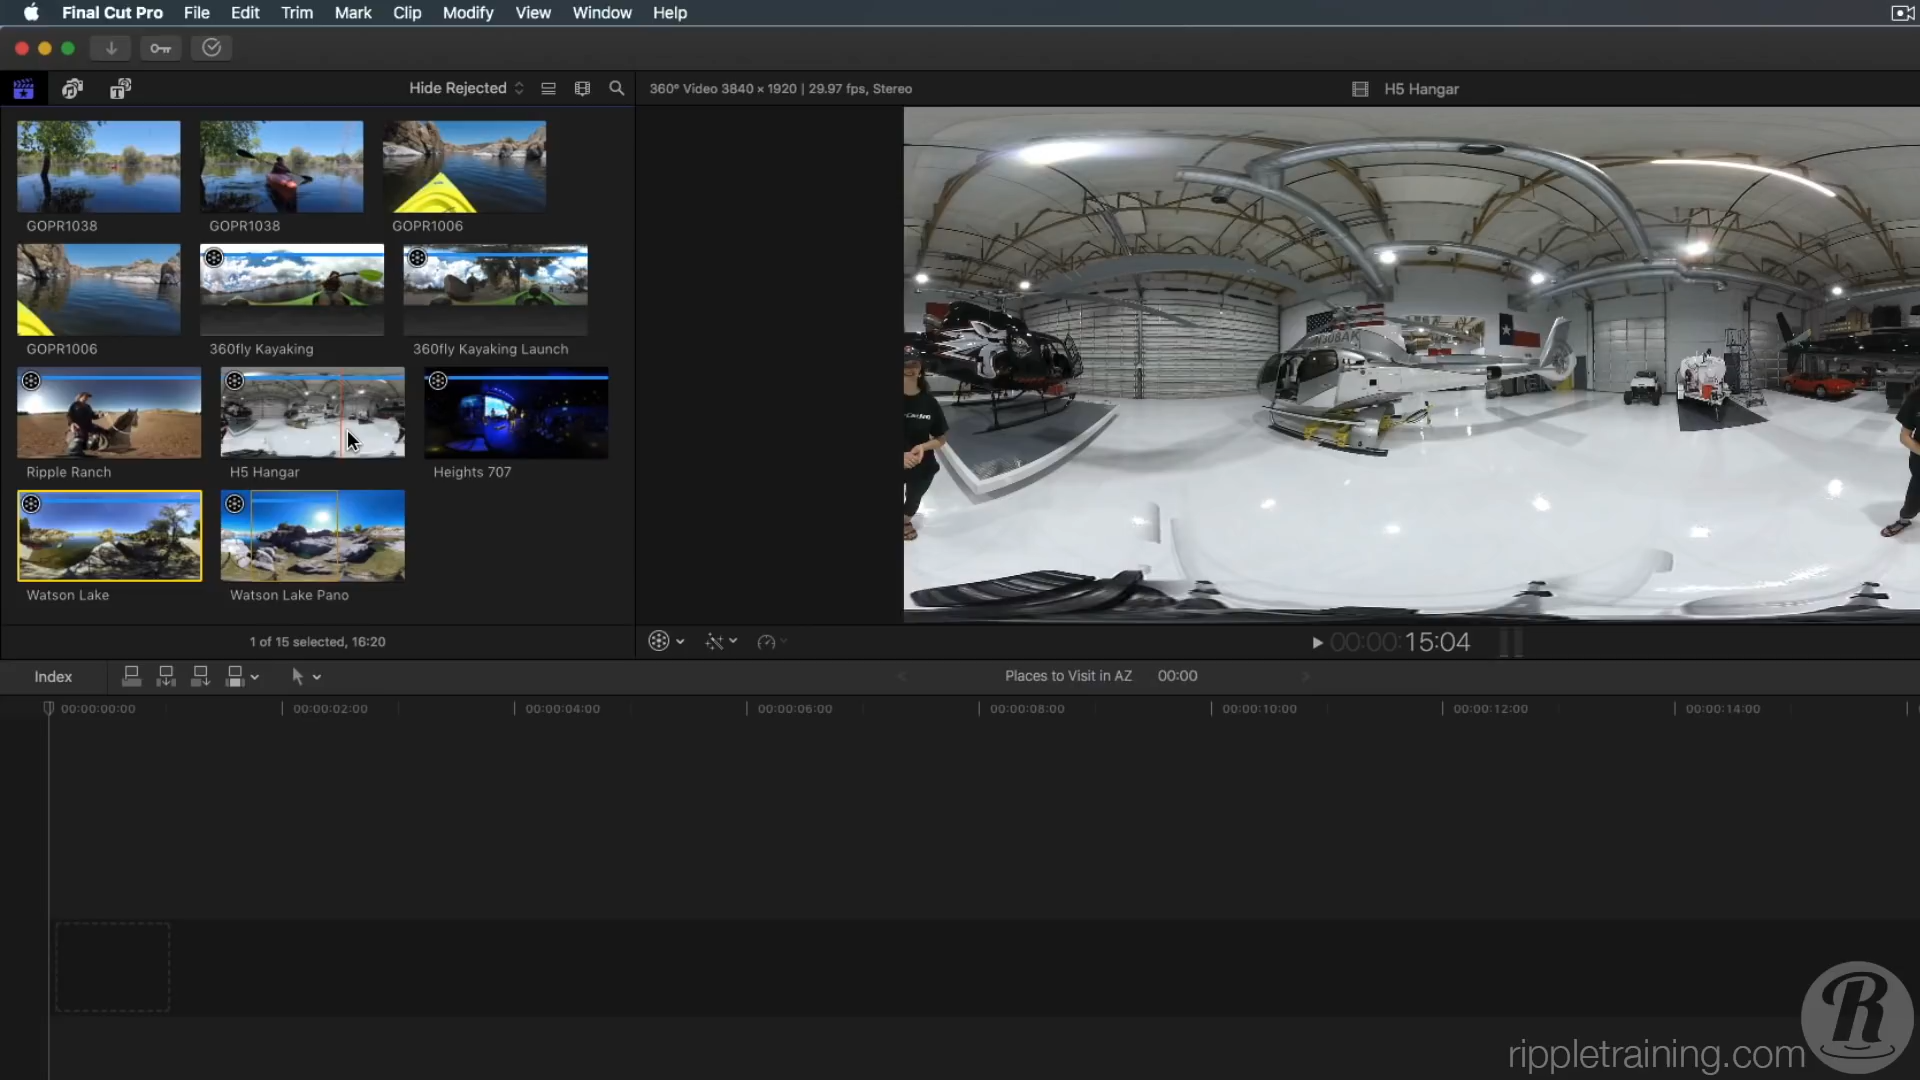 Final Cut Pro File Edit Trim Mark Clip Modify View Window Help
Hide Rejected
360° Video 3840 × 1920 | 29.97 fps, Stereo
H5 Hangar
GOPR1038 GOPR1038 GOPR1006
GOPR1006 360fly Kayaking 360fly Kayaking Launch
Ripple Ranch H5 Hangar Heights 707
Watson Lake Watson Lake Pano
1 of 15 selected, 16:20
00:00:15:04
Index
Places to Visit in AZ 00:00
00:00:00:00 00:00:02:00 00:00:04:00 00:00:06:00 00:00:08:00 00:00:10:00 00:00:12:00 00:00:14:00
R
rippletraining.com